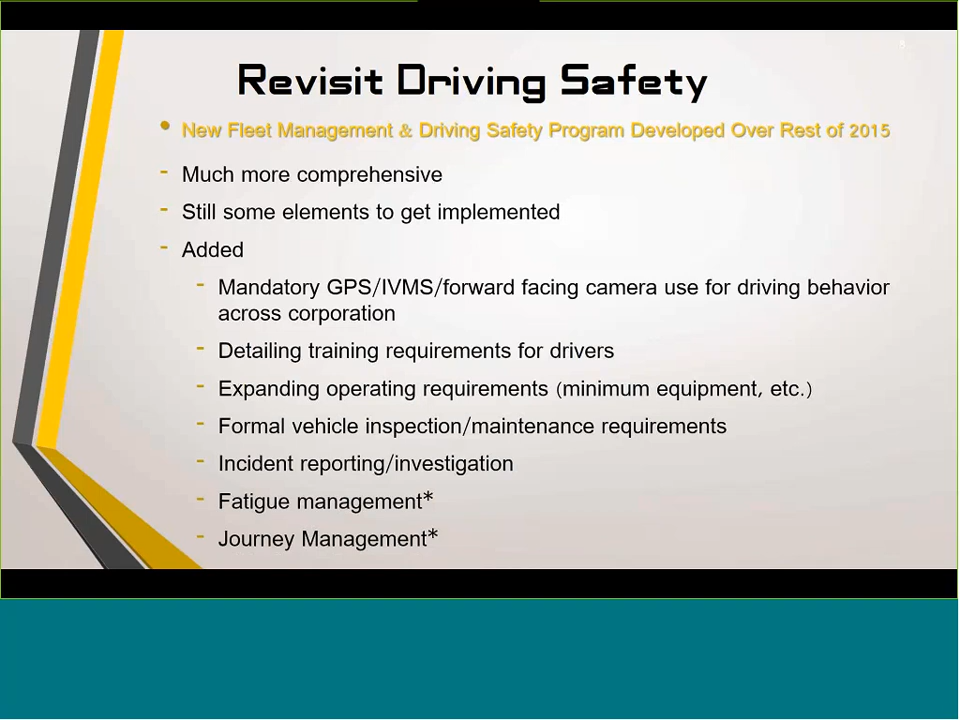 Revisit Driving Safety
• New Fleet Management & Driving Safety Program Developed Over Rest of 2015
- Much more comprehensive
- Still some elements to get implemented
- Added
- Mandatory GPS/IVMS/forward facing camera use for driving behavior
across corporation
- Detailing training requirements for drivers
- Expanding operating requirements (minimum equipment, etc.)
- Formal vehicle inspection/maintenance requirements
- Incident reporting/investigation
- Fatigue management*
- Journey Management*